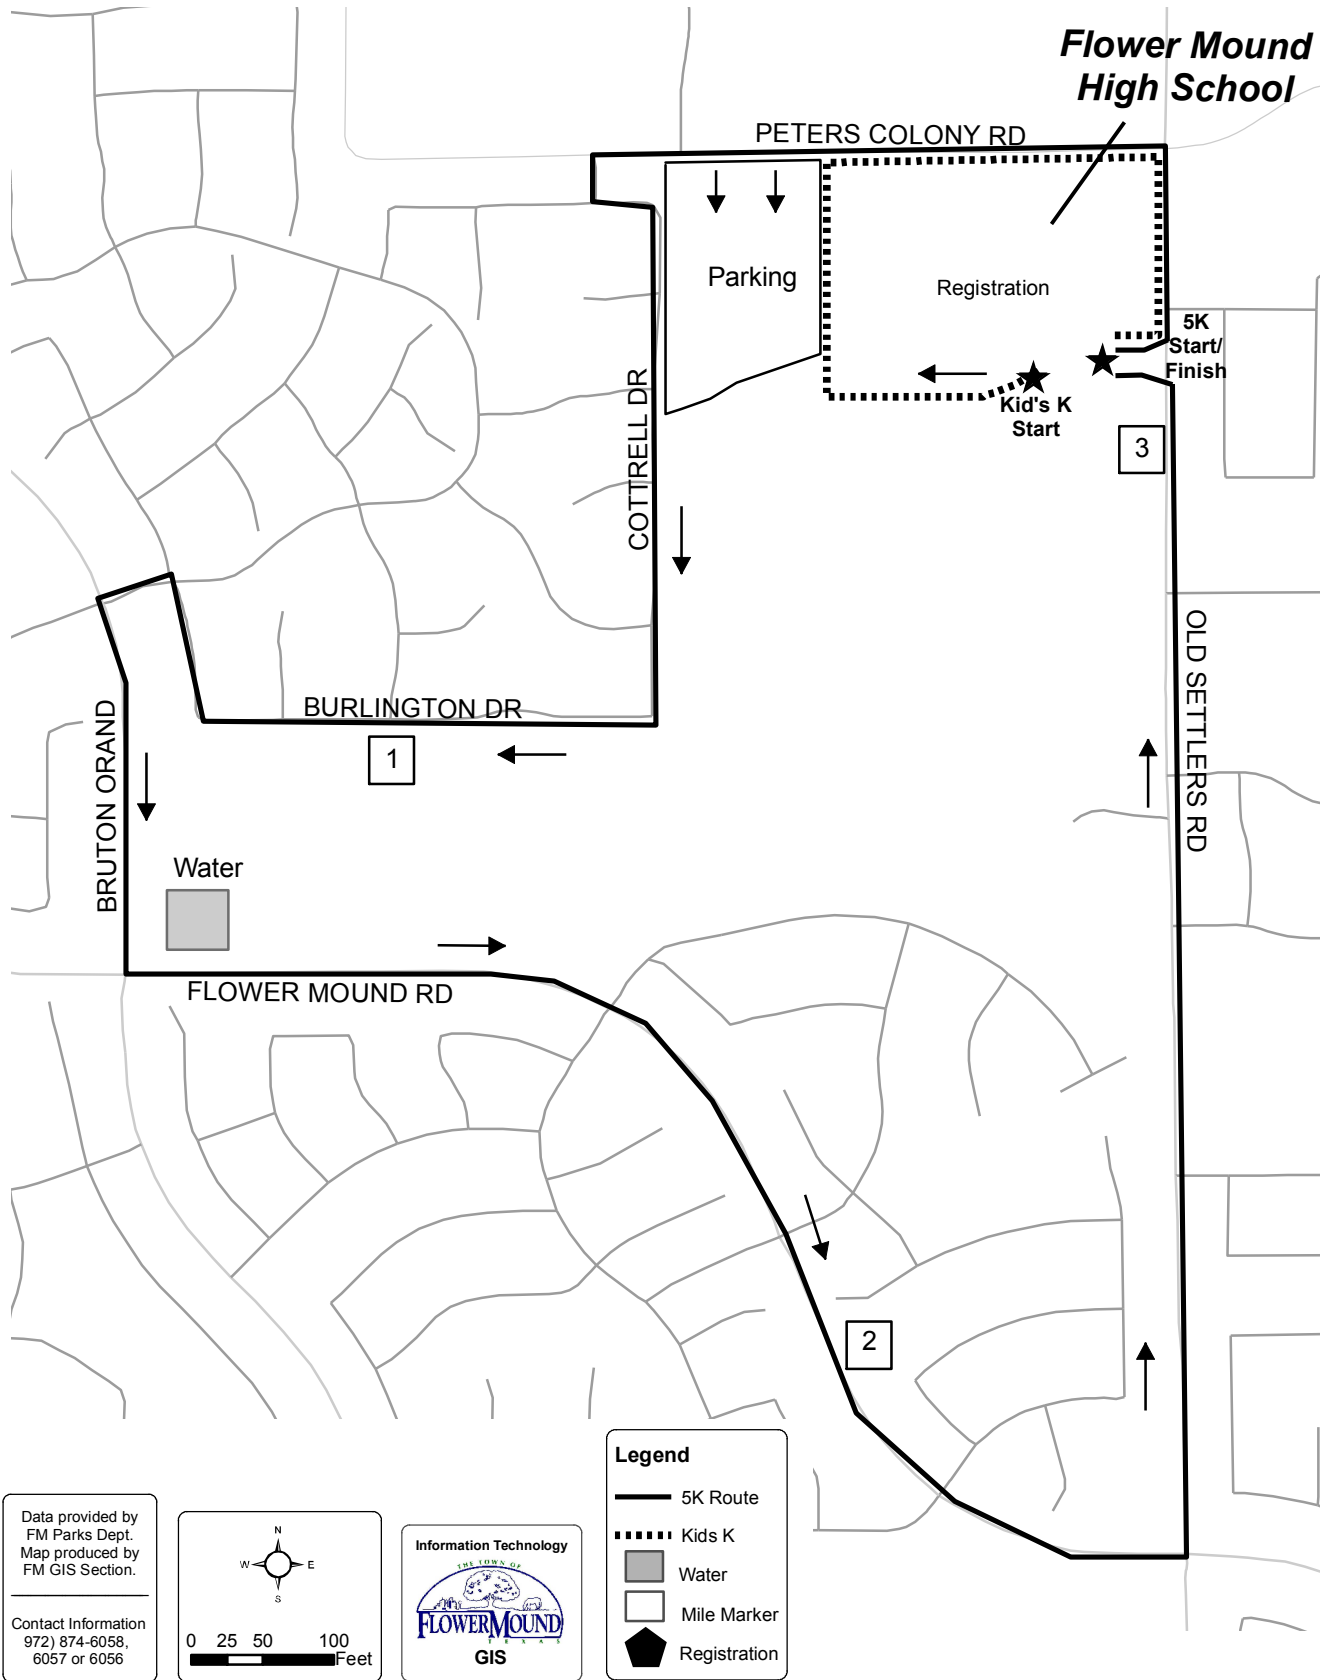 Flower Mound
High School
PETERS COLONY RD
Parking
Registration
5K
Start/
Finish
Kid's K
Start
COTTRELL DR
3
OLD SETTLERS RD
BURLINGTON DR
1
BRUTON ORAND
Water
FLOWER MOUND RD
2
Legend
5K Route
Kids K
Water
Mile Marker
Registration
Data provided by
FM Parks Dept.
Map produced by
FM GIS Section.
Contact Information
972) 874-6058,
6057 or 6056
N
W E
S
0 25 50 100
Feet
Information Technology
THE TOWN OF
FLOWER MOUND
TEXAS
GIS